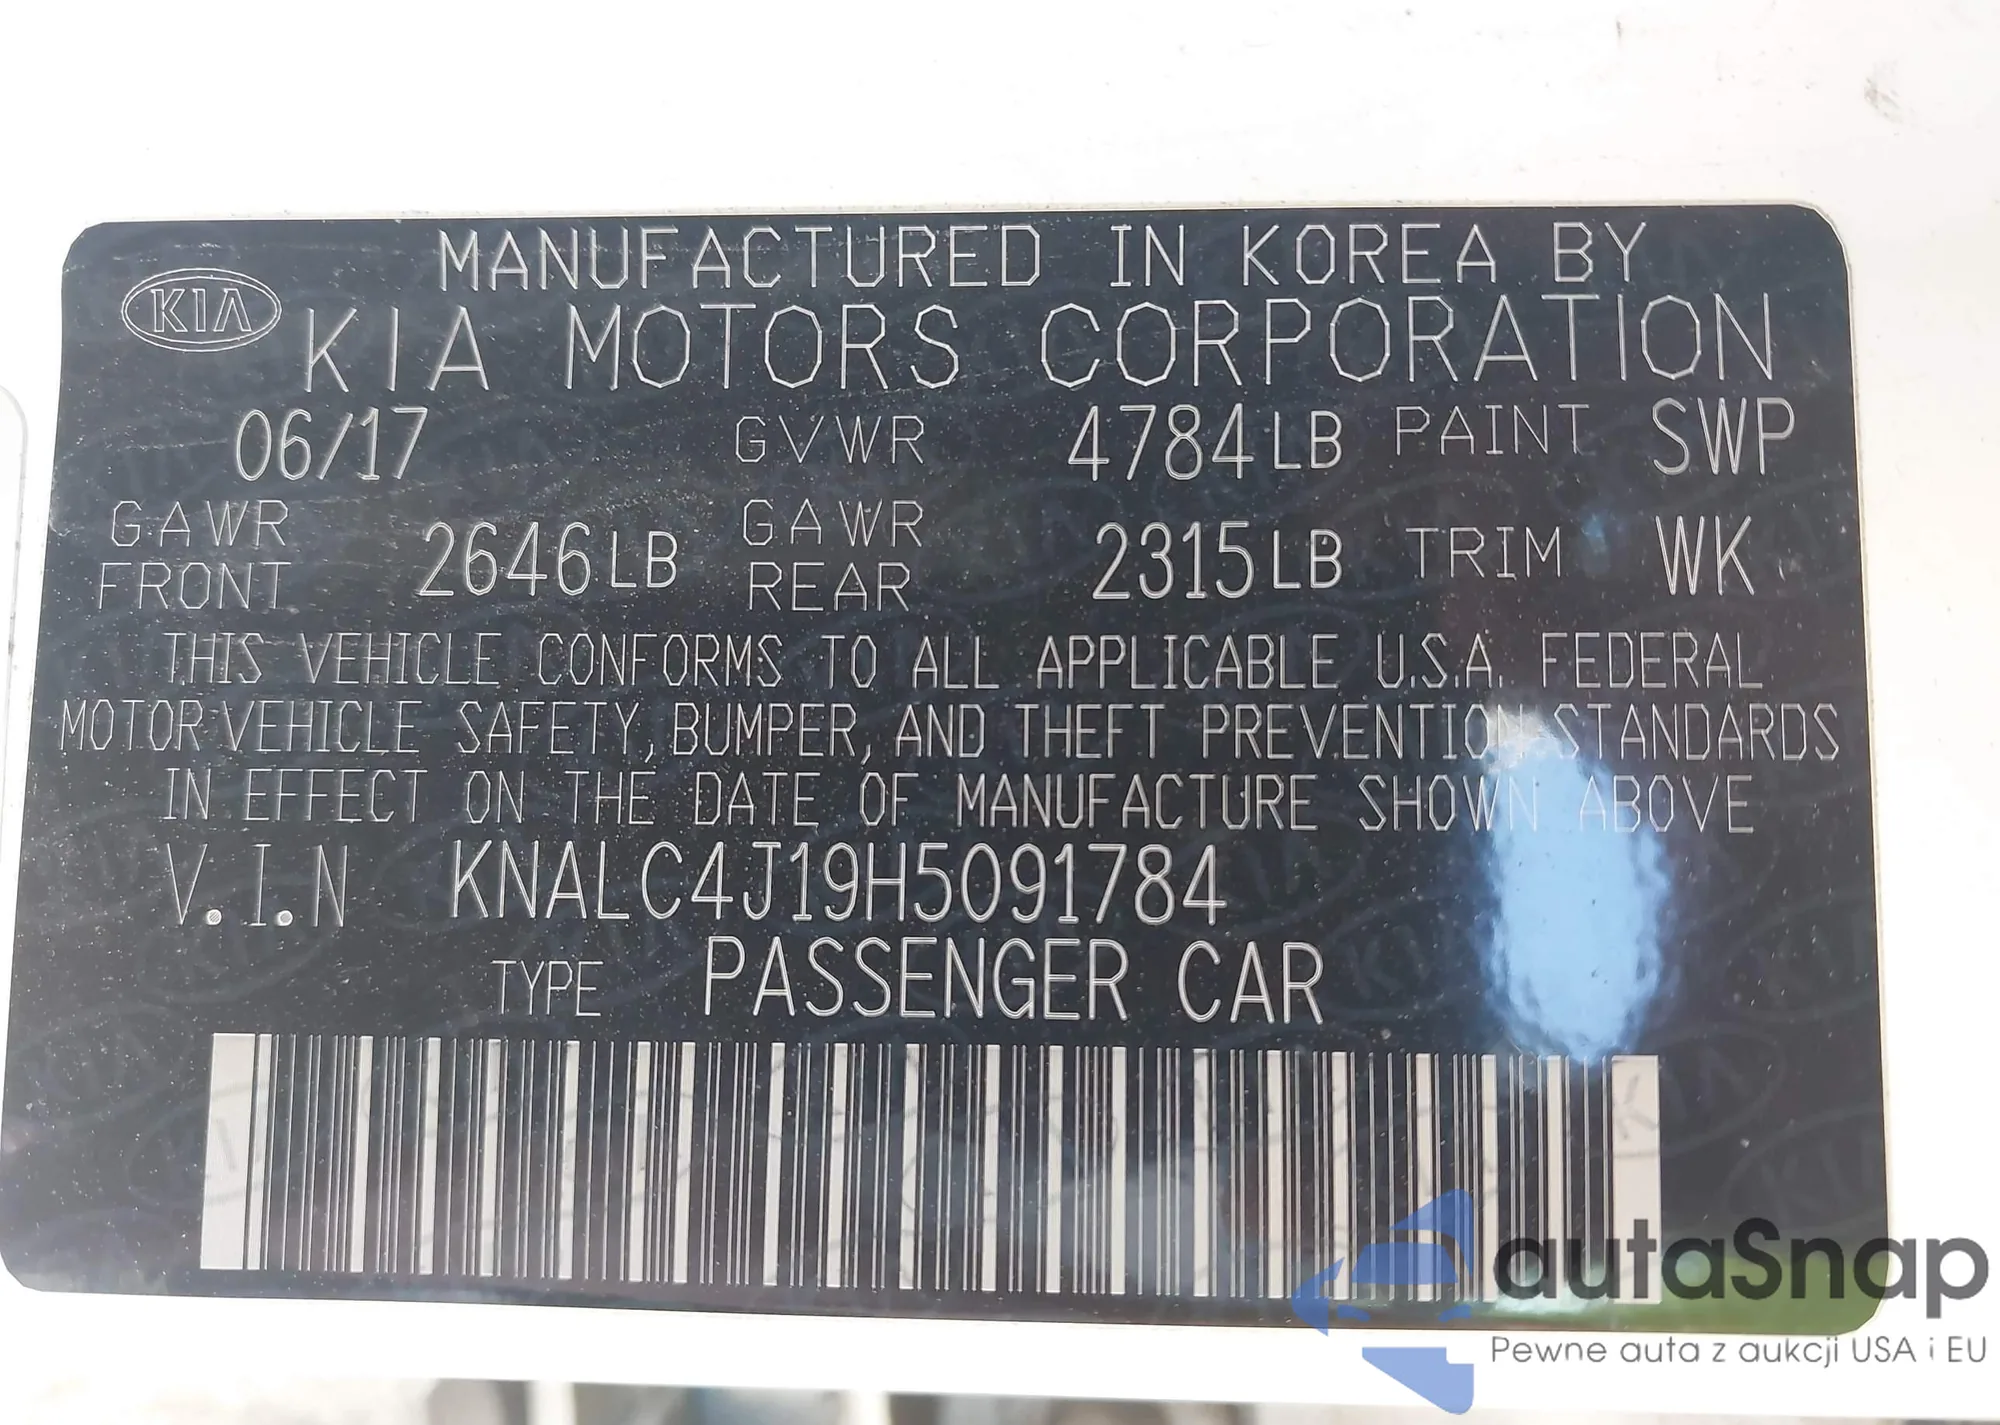 MANUFACTURED IN KOREA BY
KIA KIA MOTORS CORPORATION
06/17 GVWR 4784LB PAINT SWP
GAWR FRONT 2646LB GAWR REAR 2315LB TRIM WK
THIS VEHICLE CONFORMS TO ALL APPLICABLE U.S.A. FEDERAL
MOTOR VEHICLE SAFETY, BUMPER, AND THEFT PREVENTION STANDARDS
IN EFFECT ON THE DATE OF MANUFACTURE SHOWN ABOVE
V.I.N KNALC4J19H5091784
TYPE PASSENGER CAR
autaSnap
Pewne auta z aukcji USA i EU